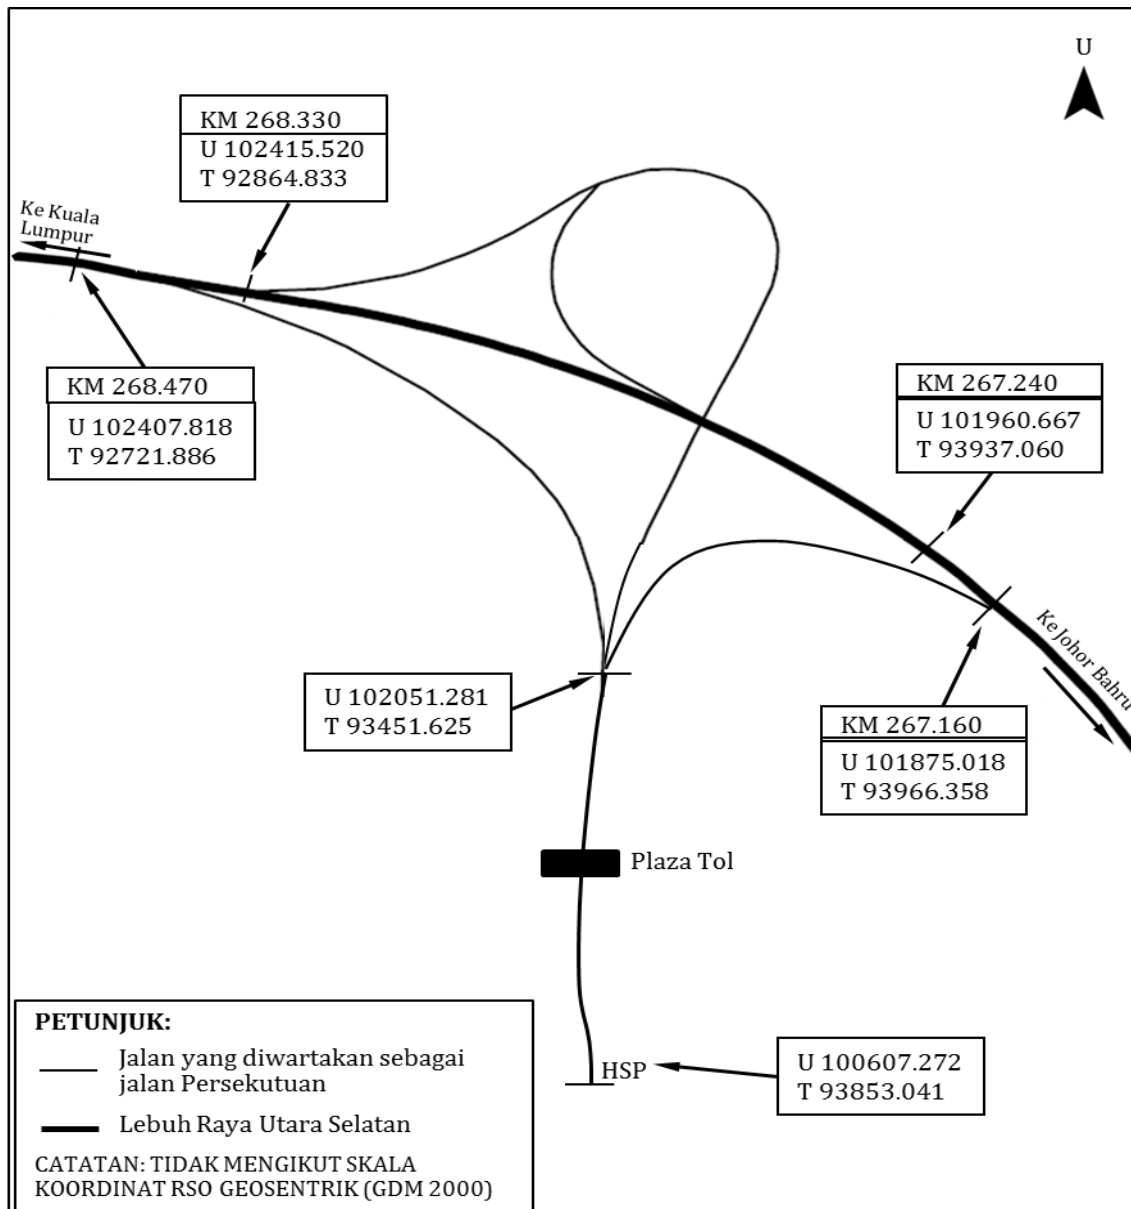 U
KM 268.330
U 102415.520
T 92864.833
Ke Kuala
Lumpur
KM 268.470
U 102407.818
T 92721.886
KM 267.240
U 101960.667
T 93937.060
Ke Johor Bahru
U 102051.281
T 93451.625
KM 267.160
U 101875.018
T 93966.358
Plaza Tol
HSP
U 100607.272
T 93853.041
PETUNJUK:
Jalan yang diwartakan sebagai
jalan Persekutuan
Lebuh Raya Utara Selatan
CATATAN: TIDAK MENGIKUT SKALA
KOORDINAT RSO GEOSENTRIK (GDM 2000)